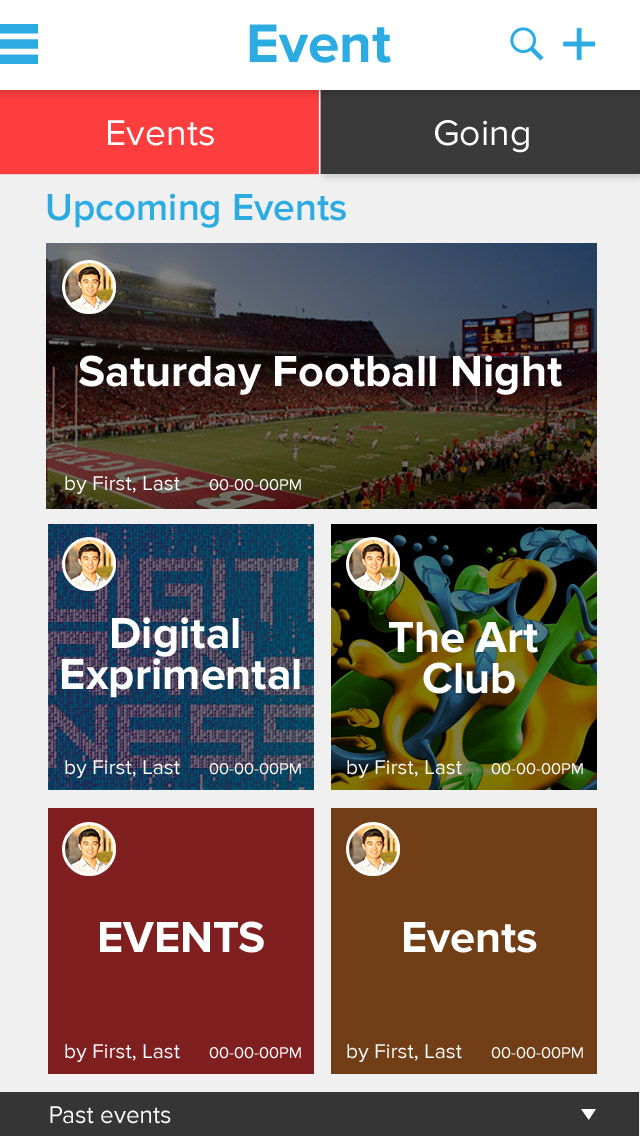 Event
Events
Going
Upcoming Events
Saturday Football Night
by First, Last 00-00-00PM
Digital
Exprimental
by First, Last 00-00-00PM
The Art
Club
by First, Last 00-00-00PM
EVENTS
by First, Last 00-00-00PM
Events
by First, Last 00-00-00PM
Past events